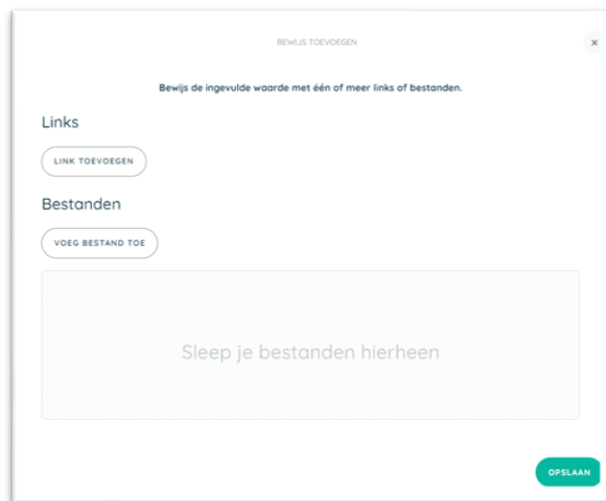 BEWIJS TOEVOEGEN
×
Bewijs de ingevulde waarde met één of meer links of bestanden.
Links
LINK TOEVOEGEN
Bestanden
VOEG BESTAND TOE
Sleep je bestanden hierheen
OPSLAAN